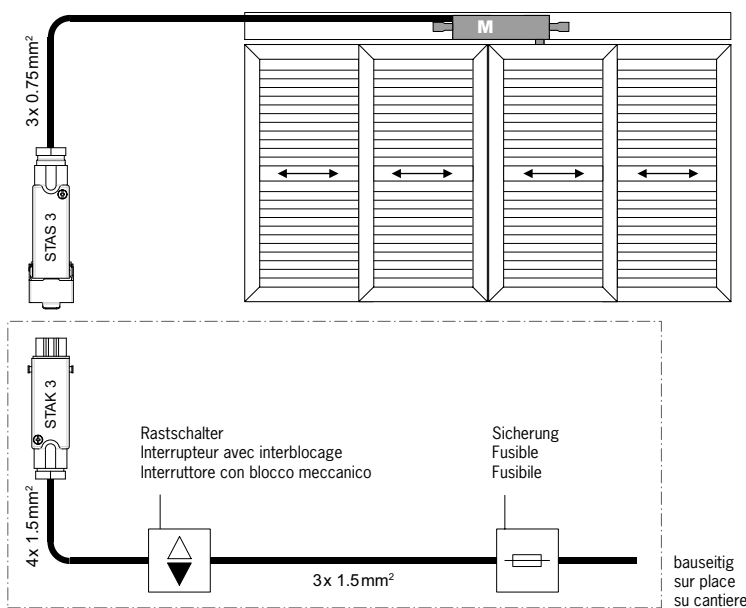 M
3x 0.75mm²
STAS 3
STAK 3
Rastschalter
Interrupteur avec interblocage
Interruttore con blocco meccanico
Sicherung
Fusible
Fusibile
4x 1.5mm²
3x 1.5mm²
bauseitig
sur place
su cantiere